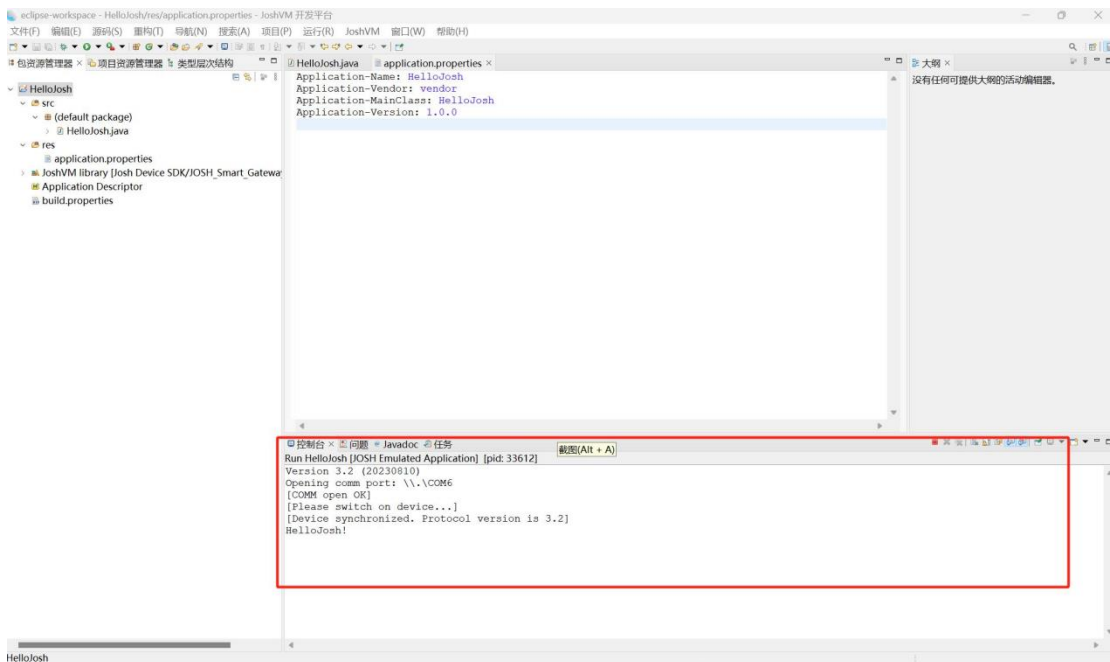 eclipse-workspace - HelloJosh/res/application.properties - JoshVM 开发平台
文件(F) 编辑(E) 源码(S) 重构(T) 导航(N) 搜索(A) 项目(P) 运行(R) JoshVM 窗口(W) 帮助(H)
包资源管理器 × 项目资源管理器 类型层次结构
HelloJosh
src
(default package)
HelloJosh.java
res
application.properties
JoshVM library [Josh Device SDK/JOSH_Smart_Gateway
Application Descriptor
build.properties
HelloJosh.java application.properties ×
Application-Name: HelloJosh
Application-Vendor: vendor
Application-MainClass: HelloJosh
Application-Version: 1.0.0
大纲 ×
没有任何可提供大纲的活动编辑器。
控制台 × 问题 Javadoc 任务
截图(Alt + A)
Run HelloJosh [JOSH Emulated Application] [pid: 33612]
Version 3.2 (20230810)
Opening comm port: \\.\COM6
[COMM open OK]
[Please switch on device...]
[Device synchronized. Protocol version is 3.2]
HelloJosh!
HelloJosh